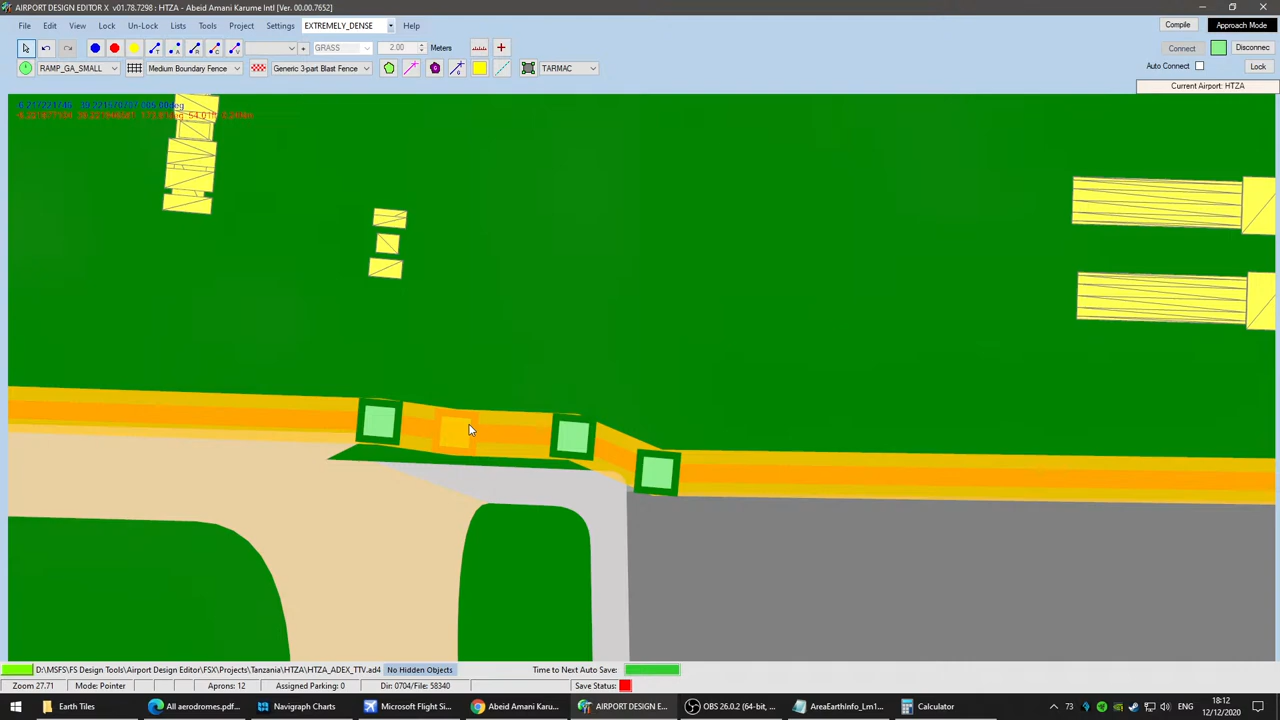 AIRPORT DESIGN EDITOR X v01.78.7298 : HTZA - Abeid Amani Karume Intl [Ver. 00.00.7652]
File Edit View Lock Un-Lock Lists Tools Project Settings EXTREMELY_DENSE Help Compile Approach Mode
T A R C V GRASS 2.00 Meters Connect Disconnect
RAMP_GA_SMALL Medium Boundary Fence Generic 3-part Blast Fence TARMAC Auto Connect Lock
Current Airport: HTZA
D:\MSFS\FS Design Tools\Airport Design Editor\FSX\Projects\Tanzania\HTZA\HTZA_ADEX_TTV.ad4 No Hidden Objects Time to Next Auto Save:
Zoom 27.71 Mode: Pointer Aprons: 12 Assigned Parking: 0 Dir: 0704/File: 58340 Save Status:
Earth Tiles All aerodromes.pdf... Navigraph Charts Microsoft Flight Si... Abeid Amani Karu... AIRPORT DESIGN E... OBS 26.0.2 (64-bit, ... AreaEarthInfo_Lm1... Calculator 73 18:12
12/12/2020